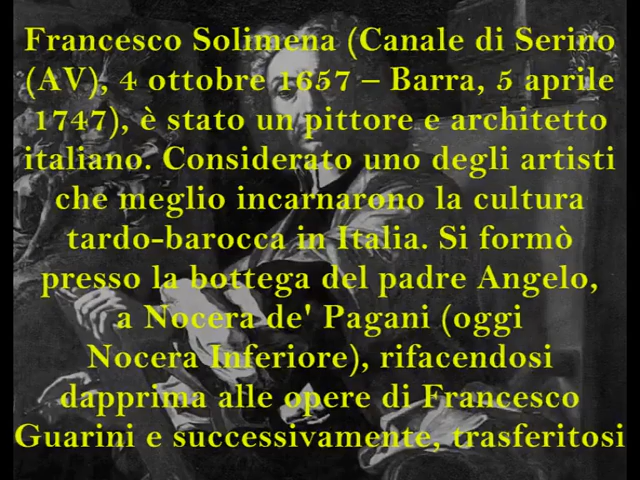 Francesco Solimena (Canale di Serino
(AV), 4 ottobre 1657 – Barra, 5 aprile
1747), è stato un pittore e architetto
italiano. Considerato uno degli artisti
che meglio incarnarono la cultura
tardo-barocca in Italia. Si formò
presso la bottega del padre Angelo,
a Nocera de' Pagani (oggi
Nocera Inferiore), rifacendosi
dapprima alle opere di Francesco
Guarini e successivamente, trasferitosi